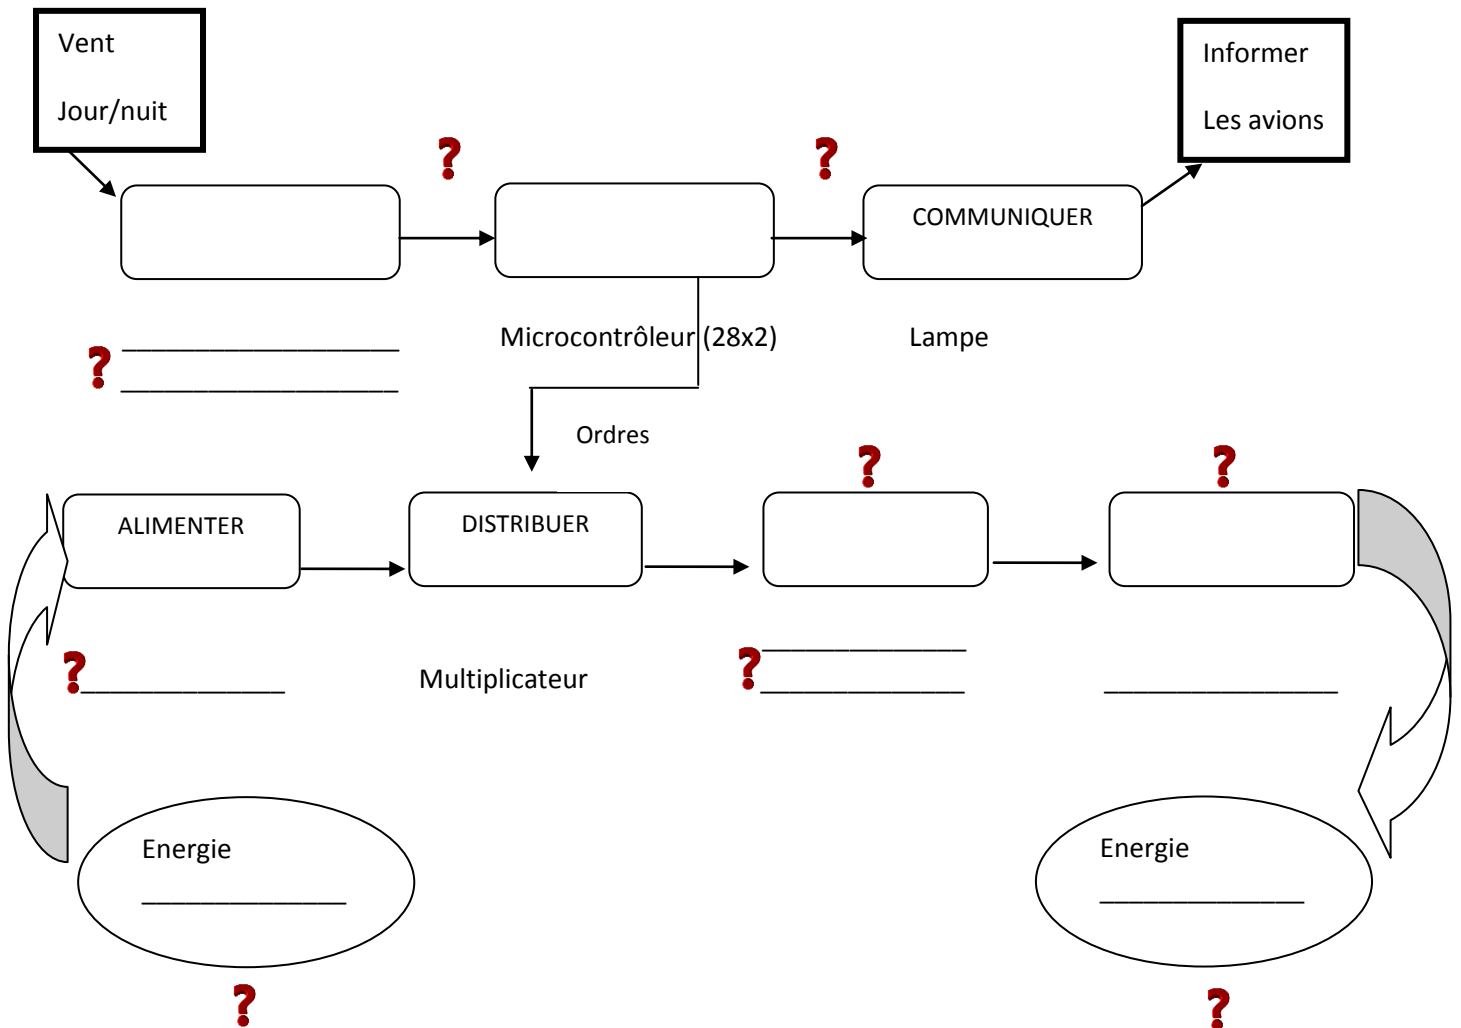 Vent
Jour/nuit
Informer
Les avions
?
?
COMMUNIQUER
?
Microcontrôleur (28x2)
Lampe
Ordres
?
?
ALIMENTER
DISTRIBUER
?
Multiplicateur
?
Energie
Energie
?
?